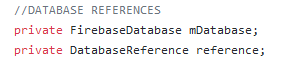 //DATABASE REFERENCES
private FirebaseDatabase mDatabase;
private DatabaseReference reference;